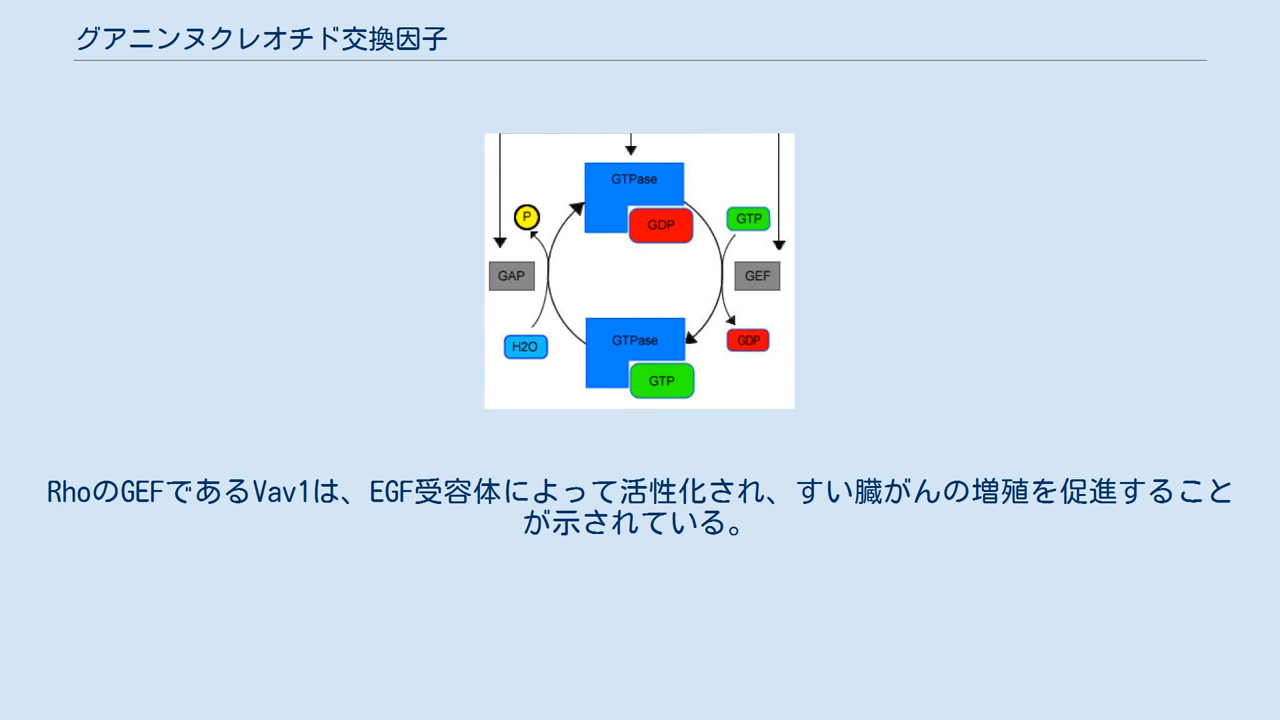 グアニンヌクレオチド交換因子
GTPase
GDP
P
GTP
GAP
GEF
H2O
GTPase
GDP
GTP
RhoのGEFであるVav1は、EGF受容体によって活性化され、すい臓がんの増殖を促進すること
が示されている。